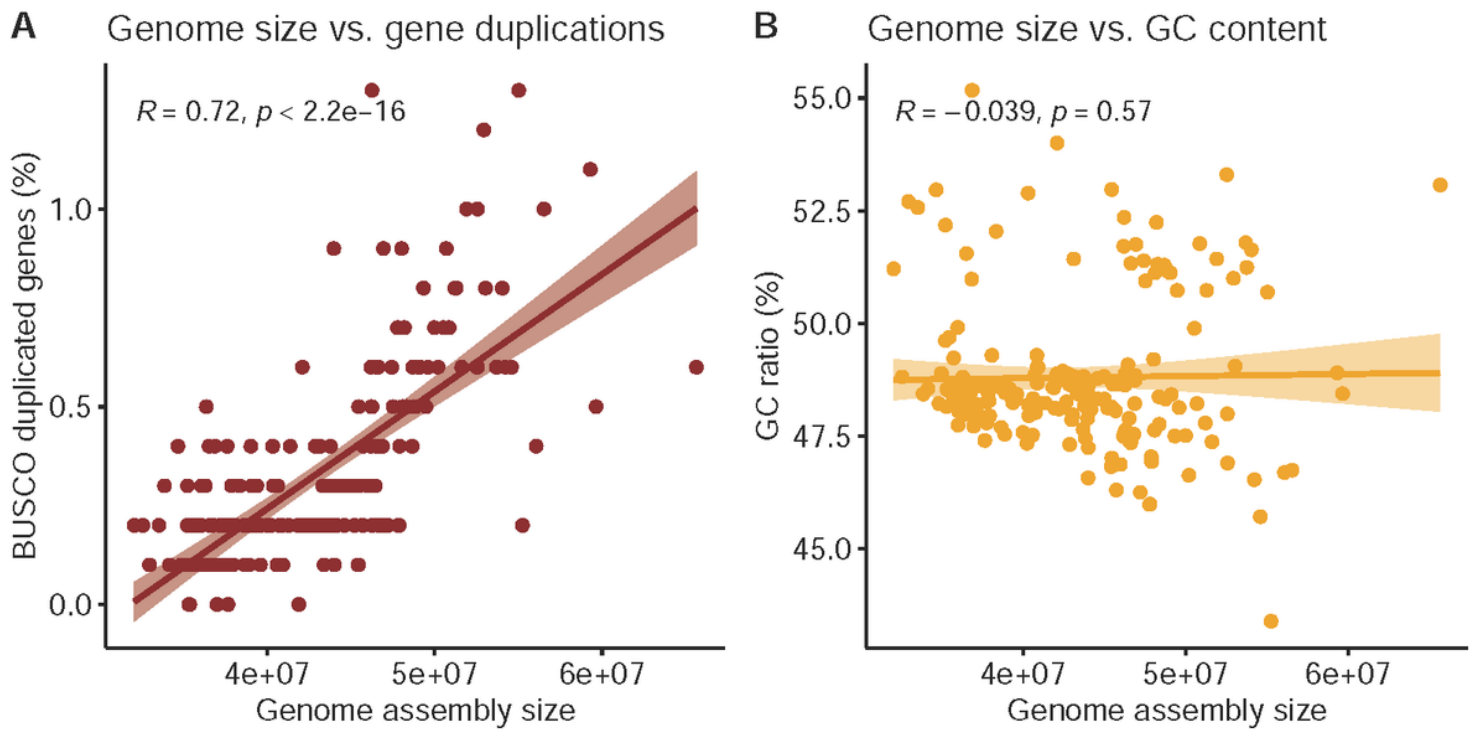 A
Genome size vs. gene duplications
R = 0.72, p < 2.2e−16
BUSCO duplicated genes (%)
1.0
0.5
0.0
4e+07 5e+07 6e+07
Genome assembly size
B
Genome size vs. GC content
R = −0.039, p = 0.57
GC ratio (%)
55.0
52.5
50.0
47.5
45.0
4e+07 5e+07 6e+07
Genome assembly size